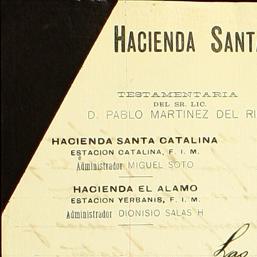 HACIENDA SANTA
TESTAMENTARIA
DEL SR. LIC.
D. PABLO MARTINEZ DEL RI
HACIENDA SANTA CATALINA
ESTACION CATALINA, F. I. M.
Administrador MIGUEL SOTO
HACIENDA EL ALAMO
ESTACION YERBANIS, F. I. M.
Administrador DIONISIO SALAS H